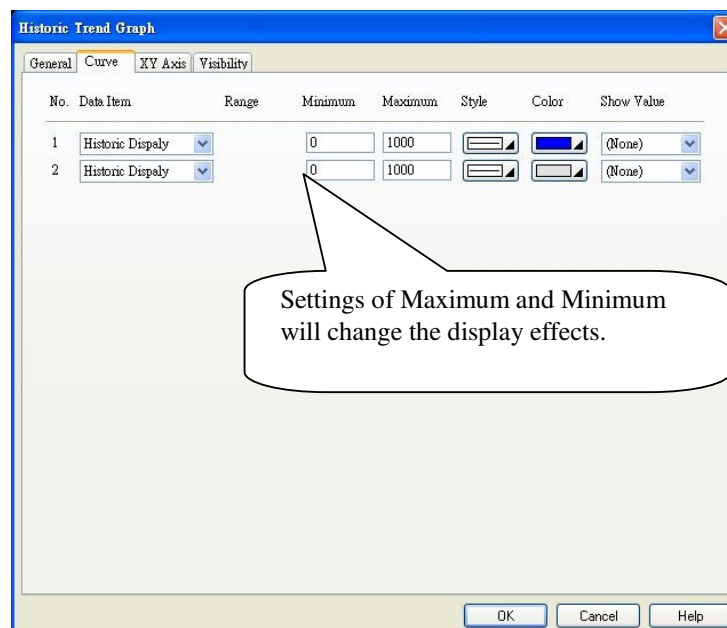 Historic Trend Graph
General Curve XY Axis Visibility
No. Data Item Range Minimum Maximum Style Color Show Value
1 Historic Dispaly 0 1000 (None)
2 Historic Dispaly 0 1000 (None)
Settings of Maximum and Minimum
will change the display effects.
OK Cancel Help